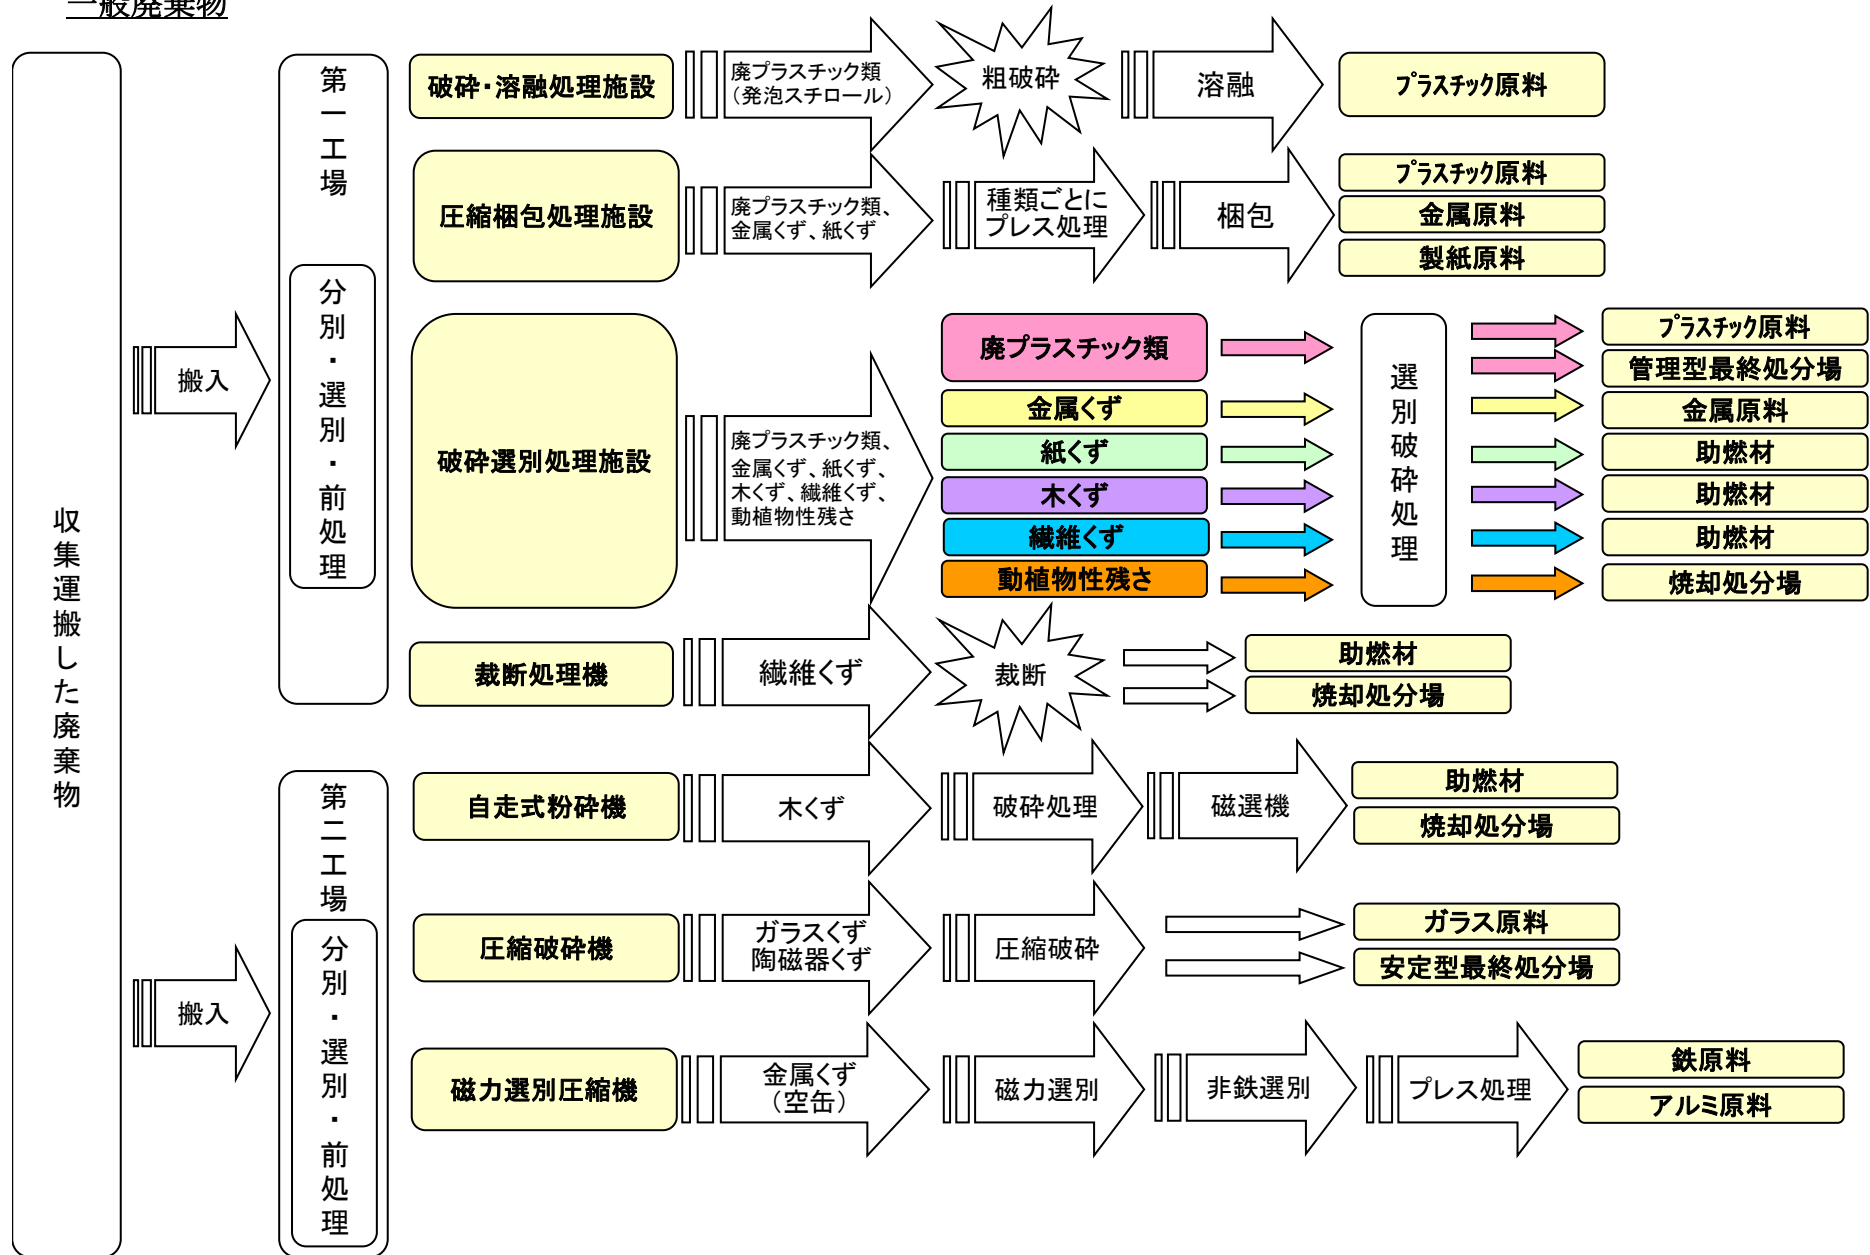 一般廃棄物
収集運搬した廃棄物
搬入
第一工場
分別・選別・前処理
破砕・溶融処理施設
廃プラスチック類
（発泡スチロール）
粗破砕
溶融
プラスチック原料
圧縮梱包処理施設
廃プラスチック類、
金属くず、紙くず
種類ごとに
プレス処理
梱包
プラスチック原料
金属原料
製紙原料
破砕選別処理施設
廃プラスチック類、
金属くず、紙くず、
木くず、繊維くず、
動植物性残さ
廃プラスチック類
金属くず
紙くず
木くず
繊維くず
動植物性残さ
選別破砕処理
プラスチック原料
管理型最終処分場
金属原料
助燃材
助燃材
助燃材
焼却処分場
裁断処理機
繊維くず
裁断
助燃材
焼却処分場
搬入
第二工場
分別・選別・前処理
自走式粉砕機
木くず
破砕処理
磁選機
助燃材
焼却処分場
圧縮破砕機
ガラスくず
陶磁器くず
圧縮破砕
ガラス原料
安定型最終処分場
磁力選別圧縮機
金属くず
（空缶）
磁力選別
非鉄選別
プレス処理
鉄原料
アルミ原料